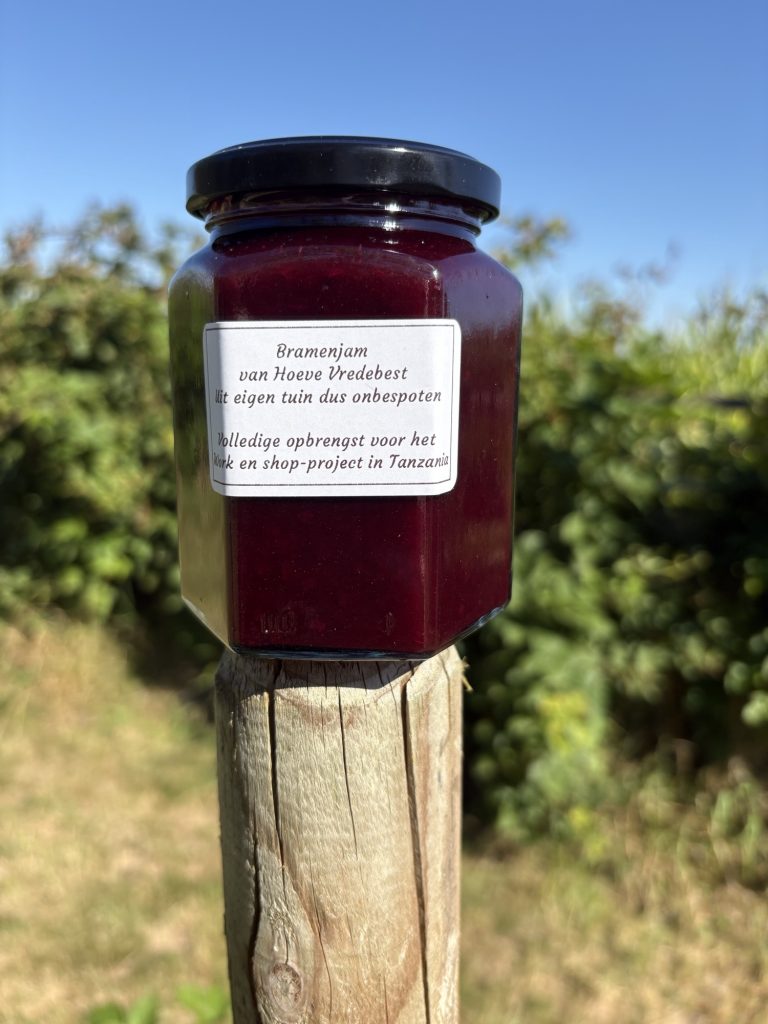 Bramenjam
van Hoeve Vredebest
Uit eigen tuin dus onbespoten
Volledige opbrengst voor het
Work en shop-project in Tanzania